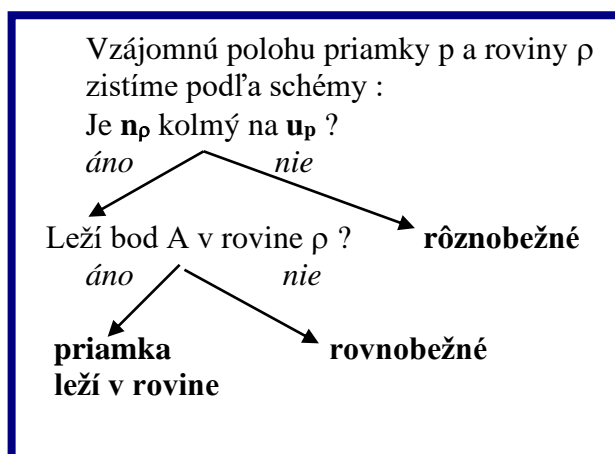 Vzájomnú polohu priamky p a roviny ρ
zistíme podľa schémy :
Je nρ kolmý na up ?
áno nie
Leží bod A v rovine ρ ? rôznobežné
áno nie
priamka rovnobežné
leží v rovine